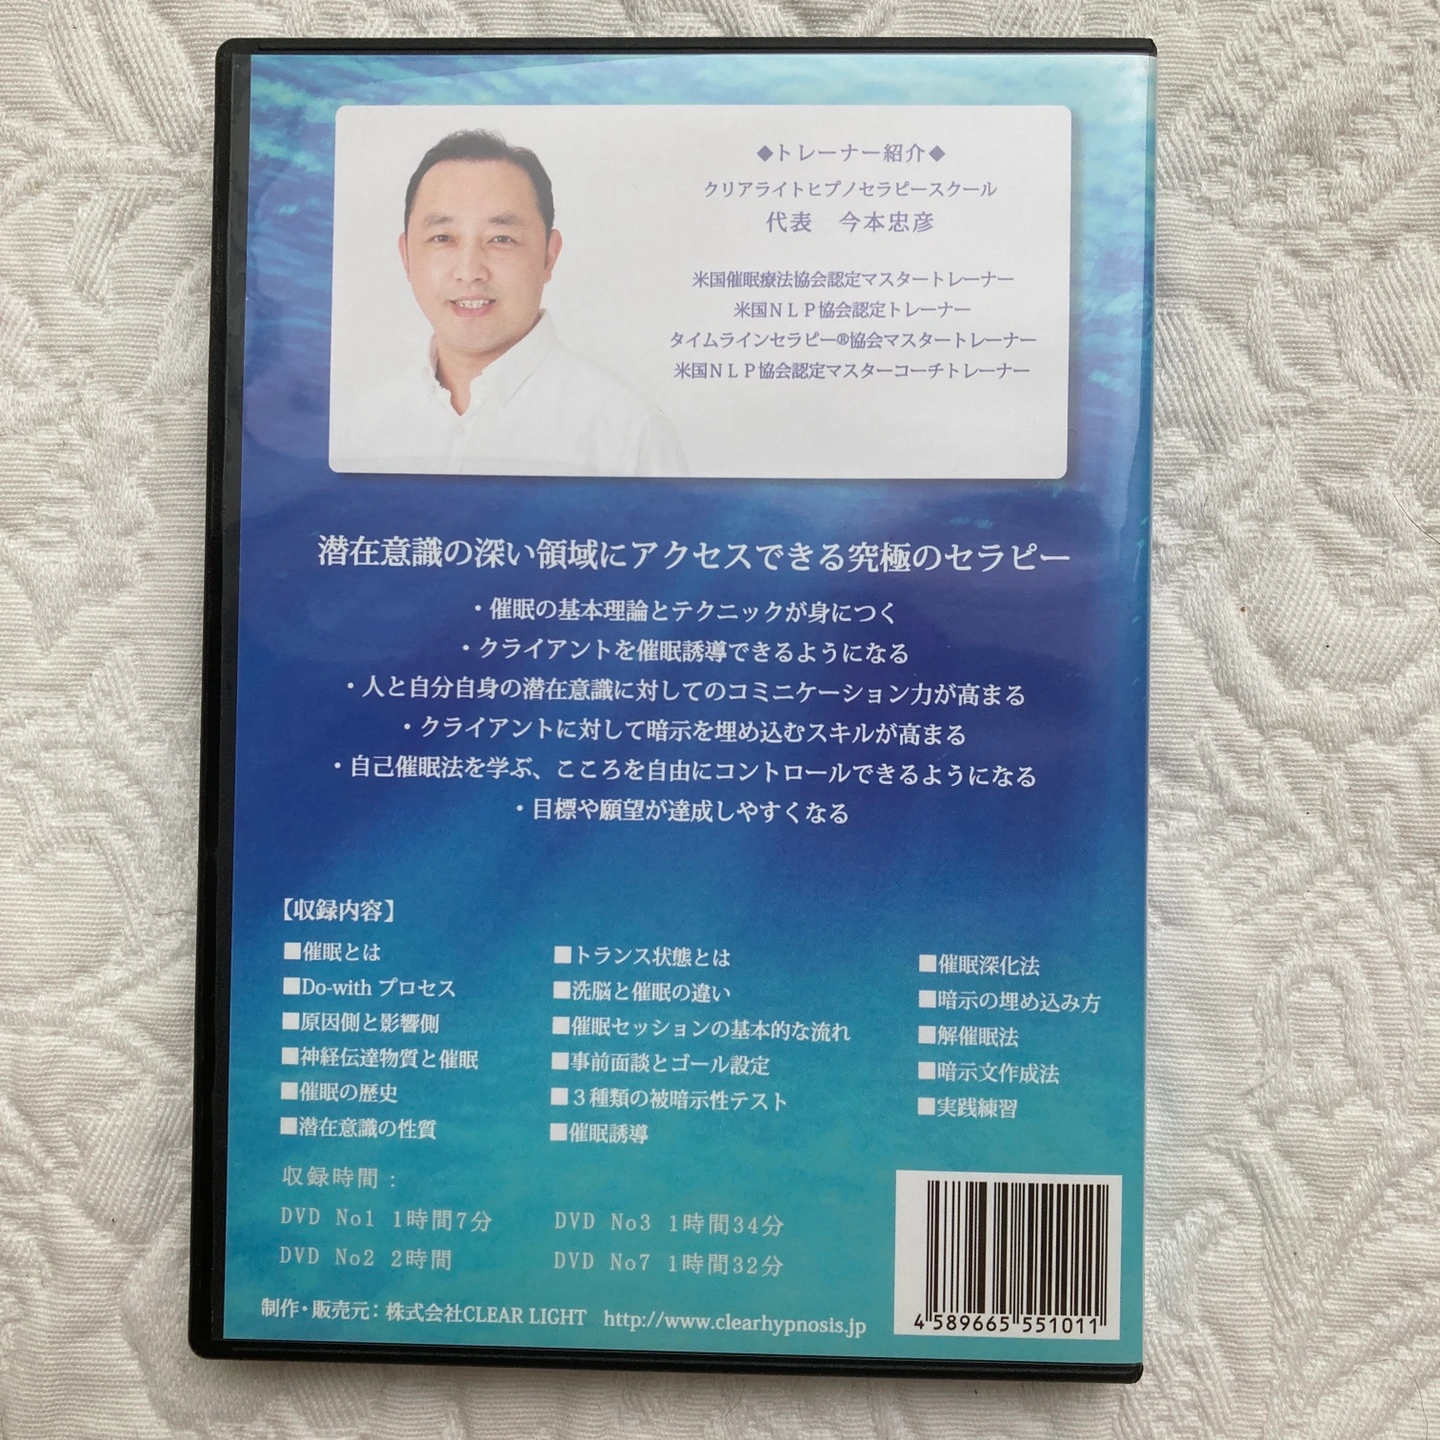 ◆トレーナー紹介◆
クリアライトヒプノセラピースクール
代表　今本忠彦
米国催眠療法協会認定マスタートレーナー
米国ＮＬＰ協会認定トレーナー
タイムラインセラピー®協会マスタートレーナー
米国ＮＬＰ協会認定マスターコーチトレーナー
潜在意識の深い領域にアクセスできる究極のセラピー
・催眠の基本理論とテクニックが身につく
・クライアントを催眠誘導できるようになる
・人と自分自身の潜在意識に対してのコミニケーション力が高まる
・クライアントに対して暗示を埋め込むスキルが高まる
・自己催眠法を学ぶ、こころを自由にコントロールできるようになる
・目標や願望が達成しやすくなる
【収録内容】
■催眠とは
■Do-with プロセス
■原因側と影響側
■神経伝達物質と催眠
■催眠の歴史
■潜在意識の性質
■トランス状態とは
■洗脳と催眠の違い
■催眠セッションの基本的な流れ
■事前面談とゴール設定
■３種類の被暗示性テスト
■催眠誘導
■催眠深化法
■暗示の埋め込み方
■解催眠法
■暗示文作成法
■実践練習
収録時間：
DVD No1 1時間7分
DVD No2 2時間
DVD No3 1時間34分
DVD No7 1時間32分
制作・販売元：株式会社CLEAR LIGHT　http://www.clearhypnosis.jp
4 589665 551011